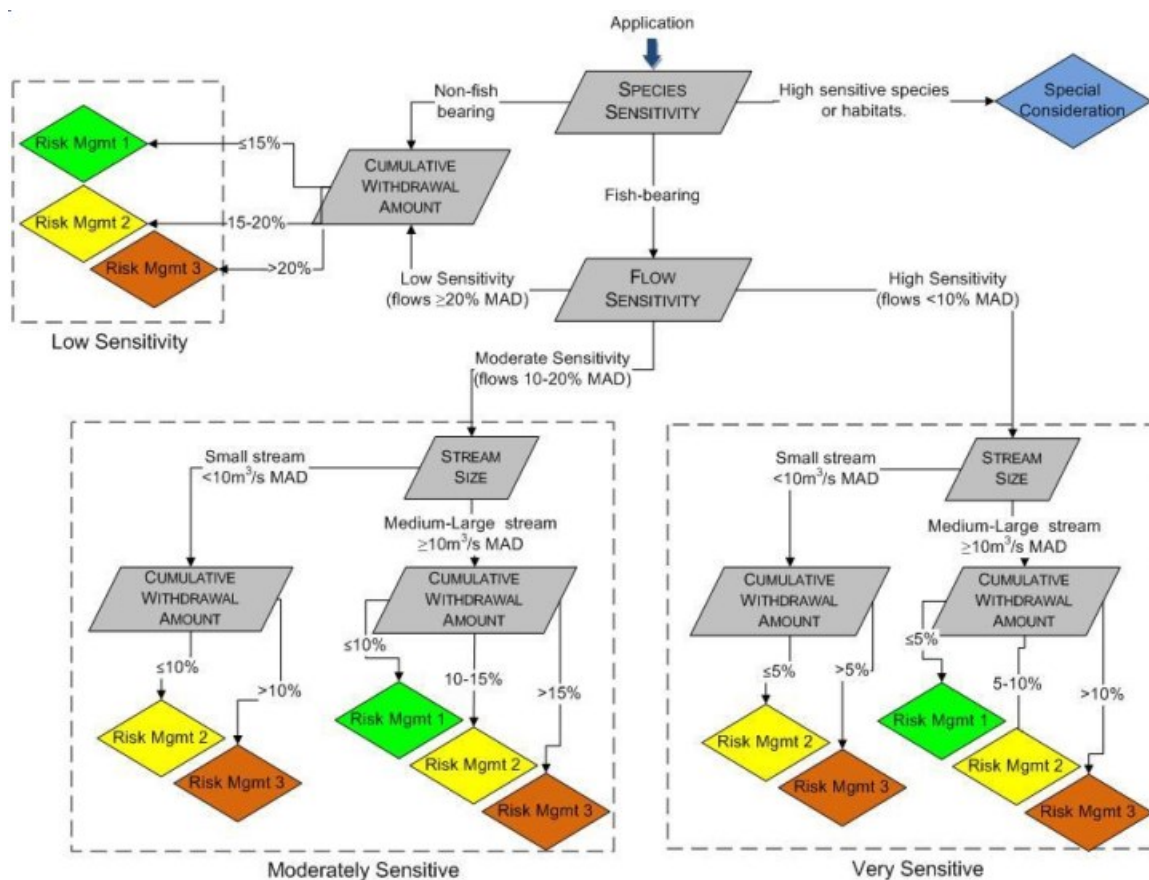 Application
SPECIES
SENSITIVITY
Non-fish
bearing
High sensitive species
or habitats.
Special
Consideration
Risk Mgmt 1
≤15%
CUMULATIVE
WITHDRAWAL
AMOUNT
Risk Mgmt 2
15-20%
Risk Mgmt 3
>20%
Low Sensitivity
Fish-bearing
FLOW
SENSITIVITY
Low Sensitivity
(flows ≥20% MAD)
High Sensitivity
(flows <10% MAD)
Moderate Sensitivity
(flows 10-20% MAD)
STREAM
SIZE
Small stream
<10m³/s MAD
Medium-Large stream
≥10m³/s MAD
CUMULATIVE
WITHDRAWAL
AMOUNT
≤10%
>10%
Risk Mgmt 2
Risk Mgmt 3
CUMULATIVE
WITHDRAWAL
AMOUNT
≤10%
10-15%
>15%
Risk Mgmt 1
Risk Mgmt 2
Risk Mgmt 3
Moderately Sensitive
STREAM
SIZE
Small stream
<10m³/s MAD
Medium-Large stream
≥10m³/s MAD
CUMULATIVE
WITHDRAWAL
AMOUNT
≤5%
>5%
Risk Mgmt 2
Risk Mgmt 3
CUMULATIVE
WITHDRAWAL
AMOUNT
≤5%
5-10%
>10%
Risk Mgmt 1
Risk Mgmt 2
Risk Mgmt 3
Very Sensitive